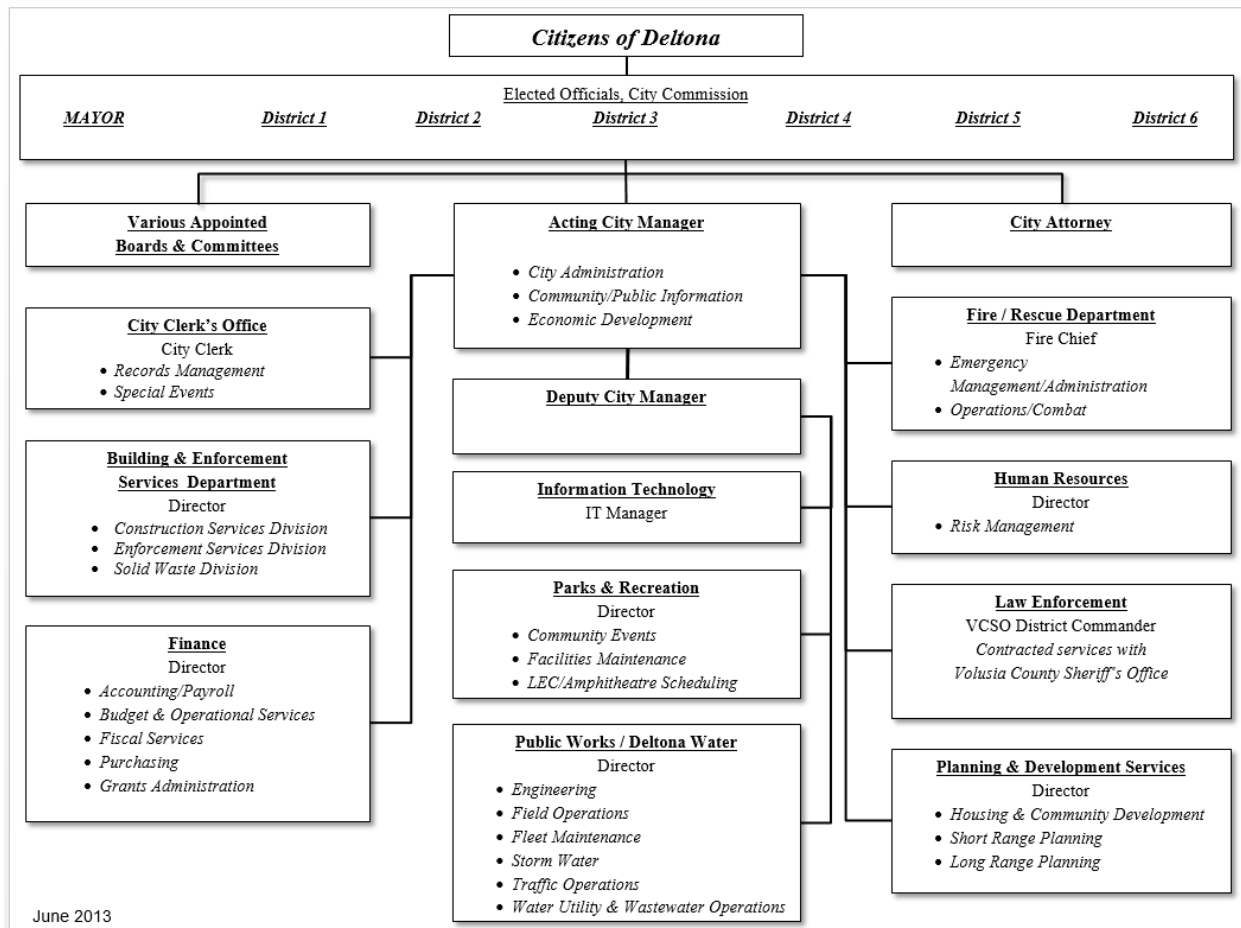 Citizens of Deltona
Elected Officials, City Commission
MAYOR District 1 District 2 District 3 District 4 District 5 District 6
Various Appointed
Boards & Committees
Acting City Manager
• City Administration
• Community/Public Information
• Economic Development
City Attorney
City Clerk's Office
City Clerk
• Records Management
• Special Events
Fire / Rescue Department
Fire Chief
• Emergency
Management/Administration
• Operations/Combat
Deputy City Manager
Building & Enforcement
Services Department
Director
• Construction Services Division
• Enforcement Services Division
• Solid Waste Division
Information Technology
IT Manager
Human Resources
Director
• Risk Management
Parks & Recreation
Director
• Community Events
• Facilities Maintenance
• LEC/Amphitheatre Scheduling
Law Enforcement
VCSO District Commander
Contracted services with
Volusia County Sheriff's Office
Finance
Director
• Accounting/Payroll
• Budget & Operational Services
• Fiscal Services
• Purchasing
• Grants Administration
Public Works / Deltona Water
Director
• Engineering
• Field Operations
• Fleet Maintenance
• Storm Water
• Traffic Operations
• Water Utility & Wastewater Operations
Planning & Development Services
Director
• Housing & Community Development
• Short Range Planning
• Long Range Planning
June 2013